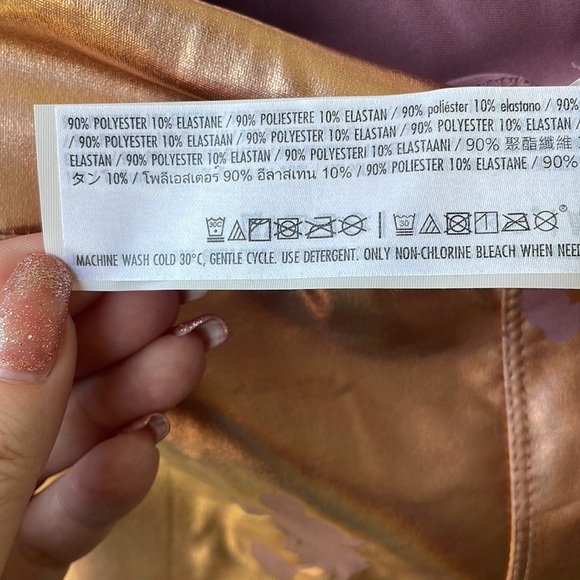 90% POLYESTER 10% ELASTANE / 90% POLIESTERE 10% ELASTAN / 90% poliéster 10% elastano / 90%
/ 90% POLYESTER 10% ELASTAAN / 90% POLYESTER 10% ELASTAN / 90% POLYESTER 10% ELASTAN /
ELASTAN / 90% POLYESTER 10% ELASTAN / 90% POLYESTERI 10% ELASTAANI / 90% 聚酯纖維
タン 10% / โพลีเอสเตอร์ 90% อีลาสเทน 10% / 90% POLIESTER 10% ELASTANE / 90%
30C 30 ®
MACHINE WASH COLD 30°C, GENTLE CYCLE. USE DETERGENT. ONLY NON-CHLORINE BLEACH WHEN NEED